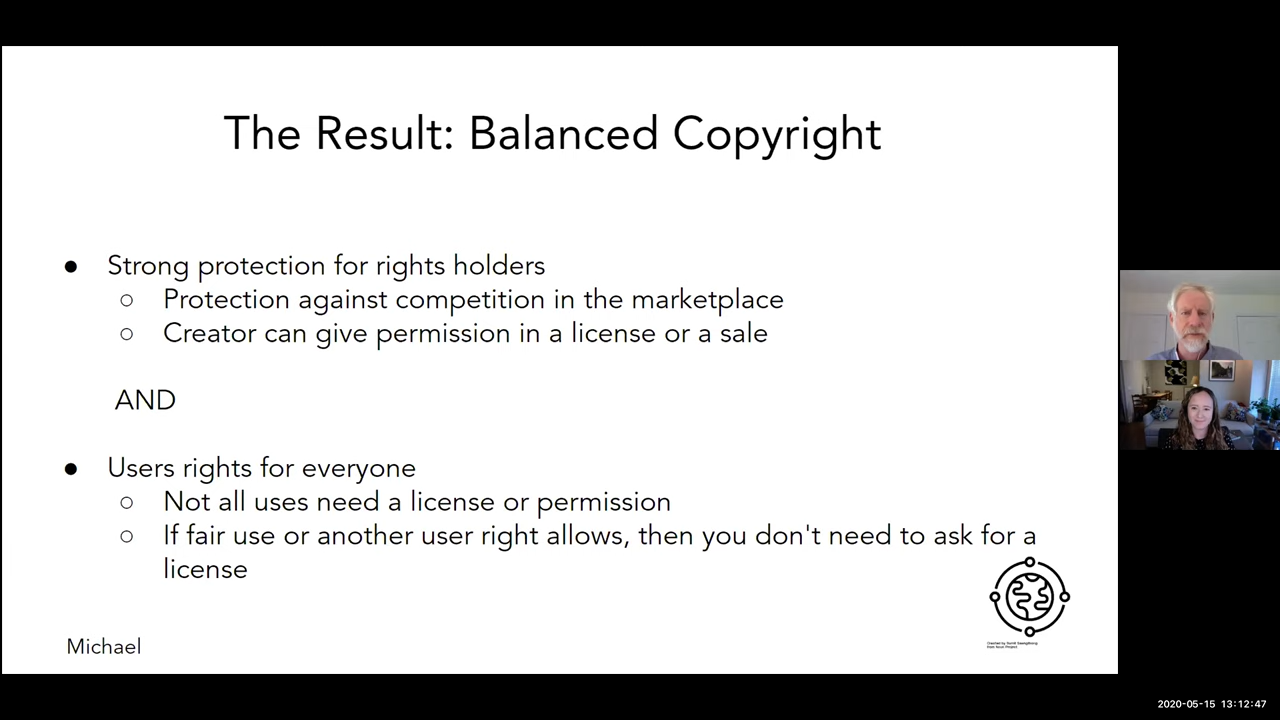 The Result: Balanced Copyright
● Strong protection for rights holders
○ Protection against competition in the marketplace
○ Creator can give permission in a license or a sale
AND
● Users rights for everyone
○ Not all uses need a license or permission
○ If fair use or another user right allows, then you don't need to ask for a
license
Michael
from Noun Project
2020-05-15 13:12:47